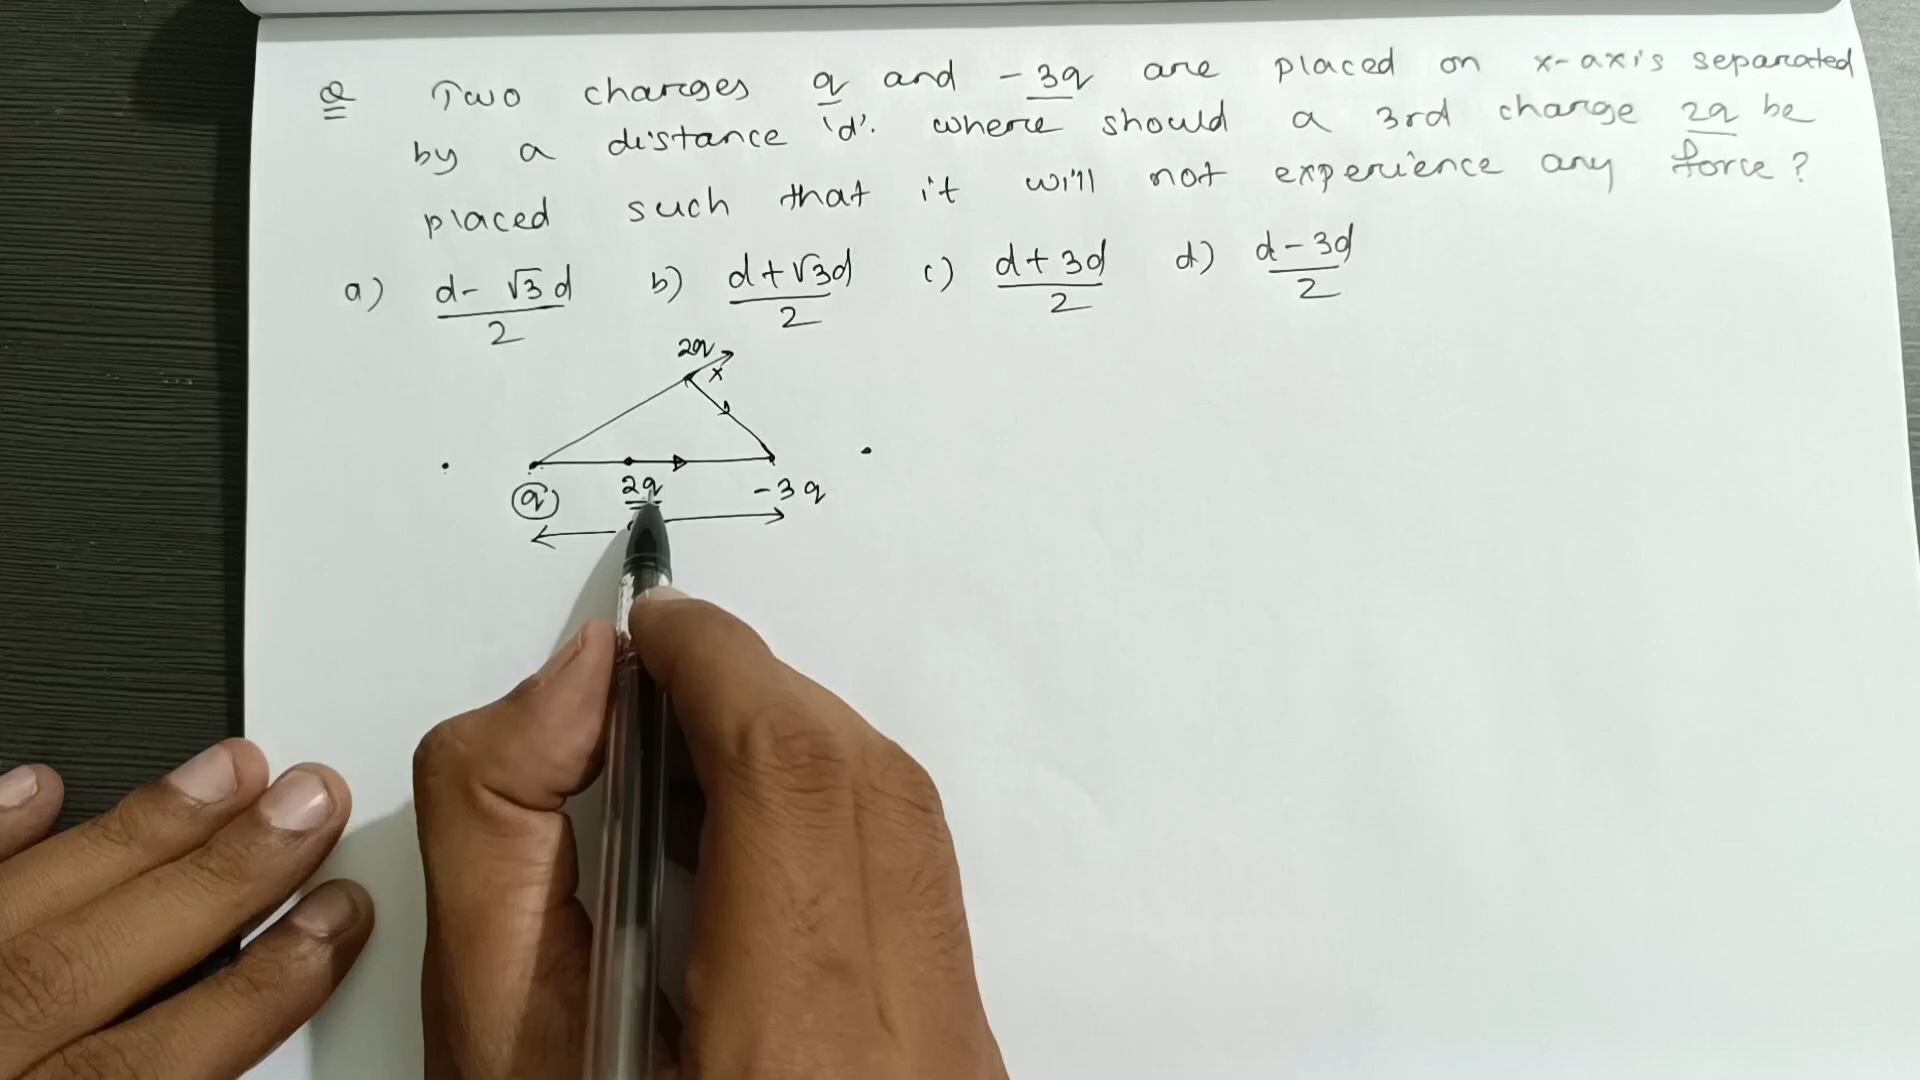 Q Two charges q and -3q are placed on x-axis separated
by a distance 'd'. where should a 3rd charge 2q be
placed such that it will not experience any force?
a) d-√3d/2 b) d+√3d/2 c) d+3d/2 d) d-3d/2
2q
x
q 2q -3q